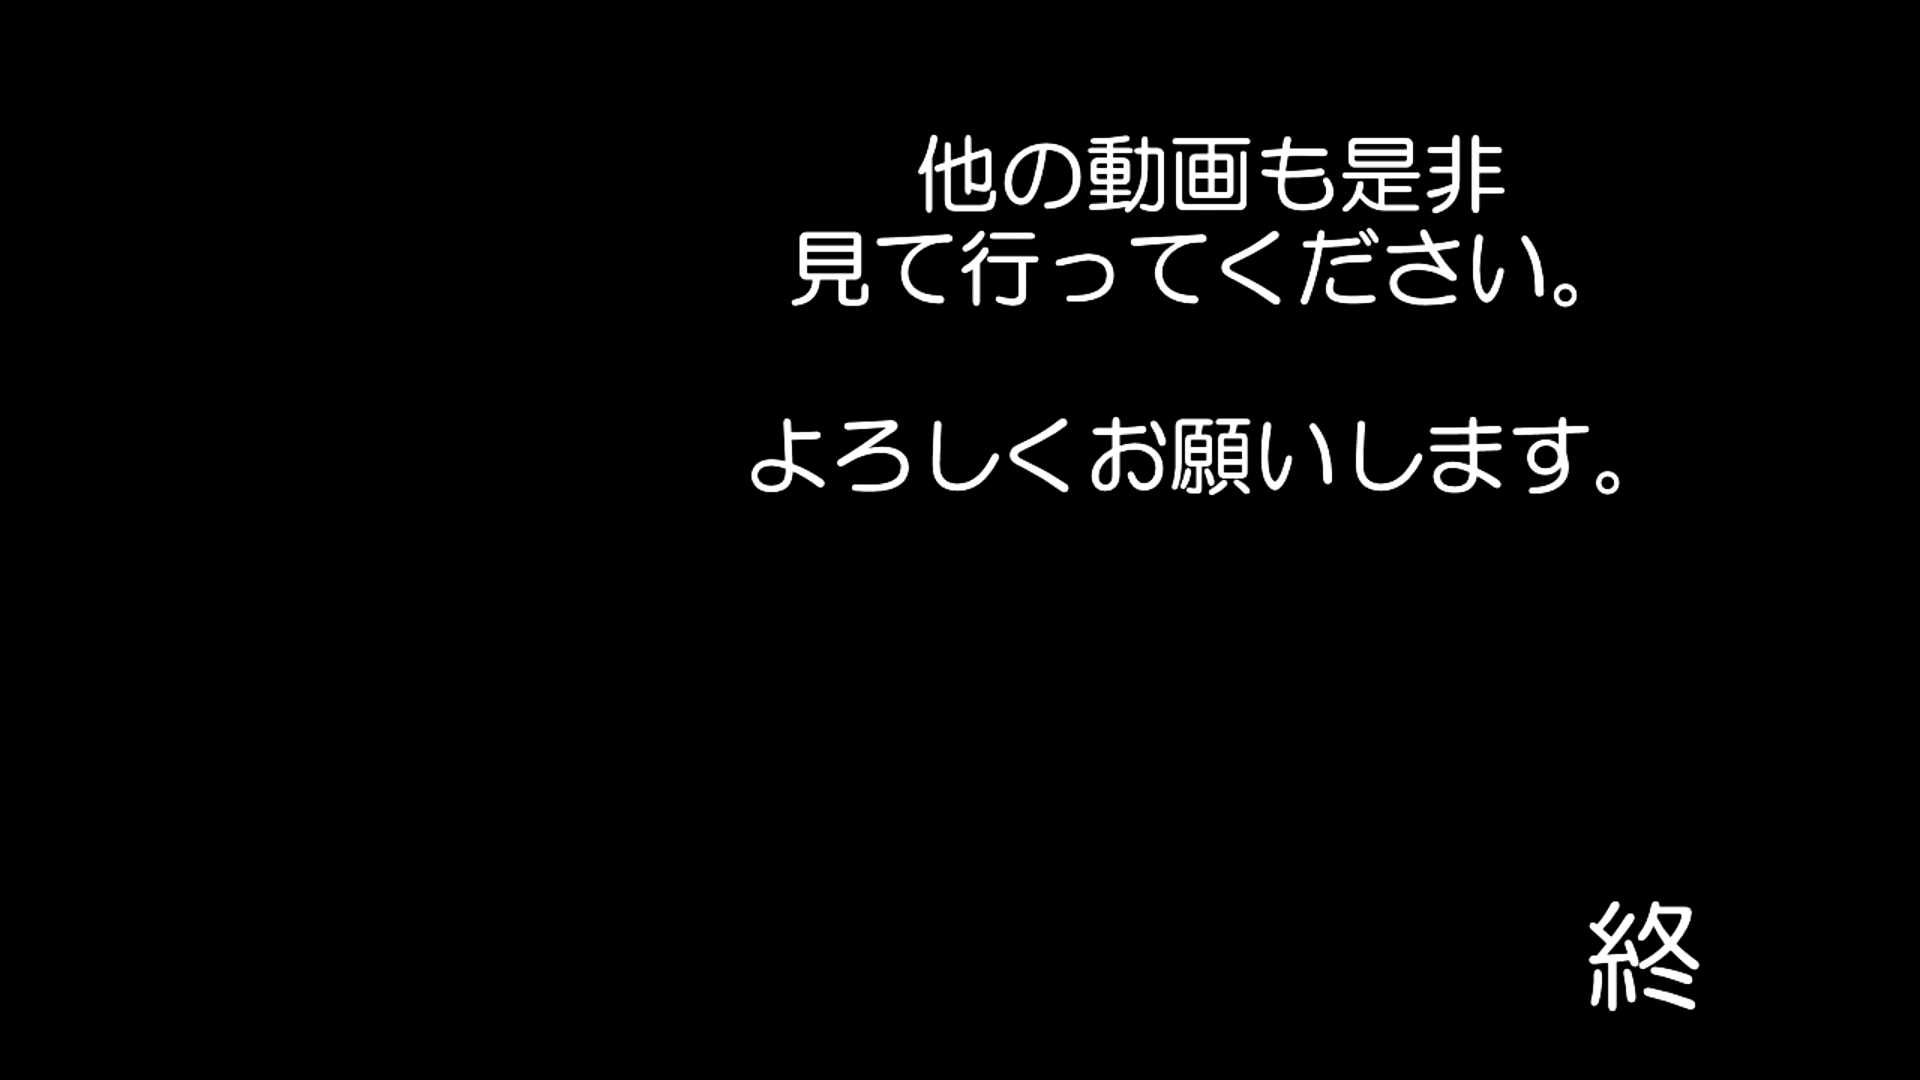 他の動画も是非
見て行ってください。
よろしくお願いします。
終